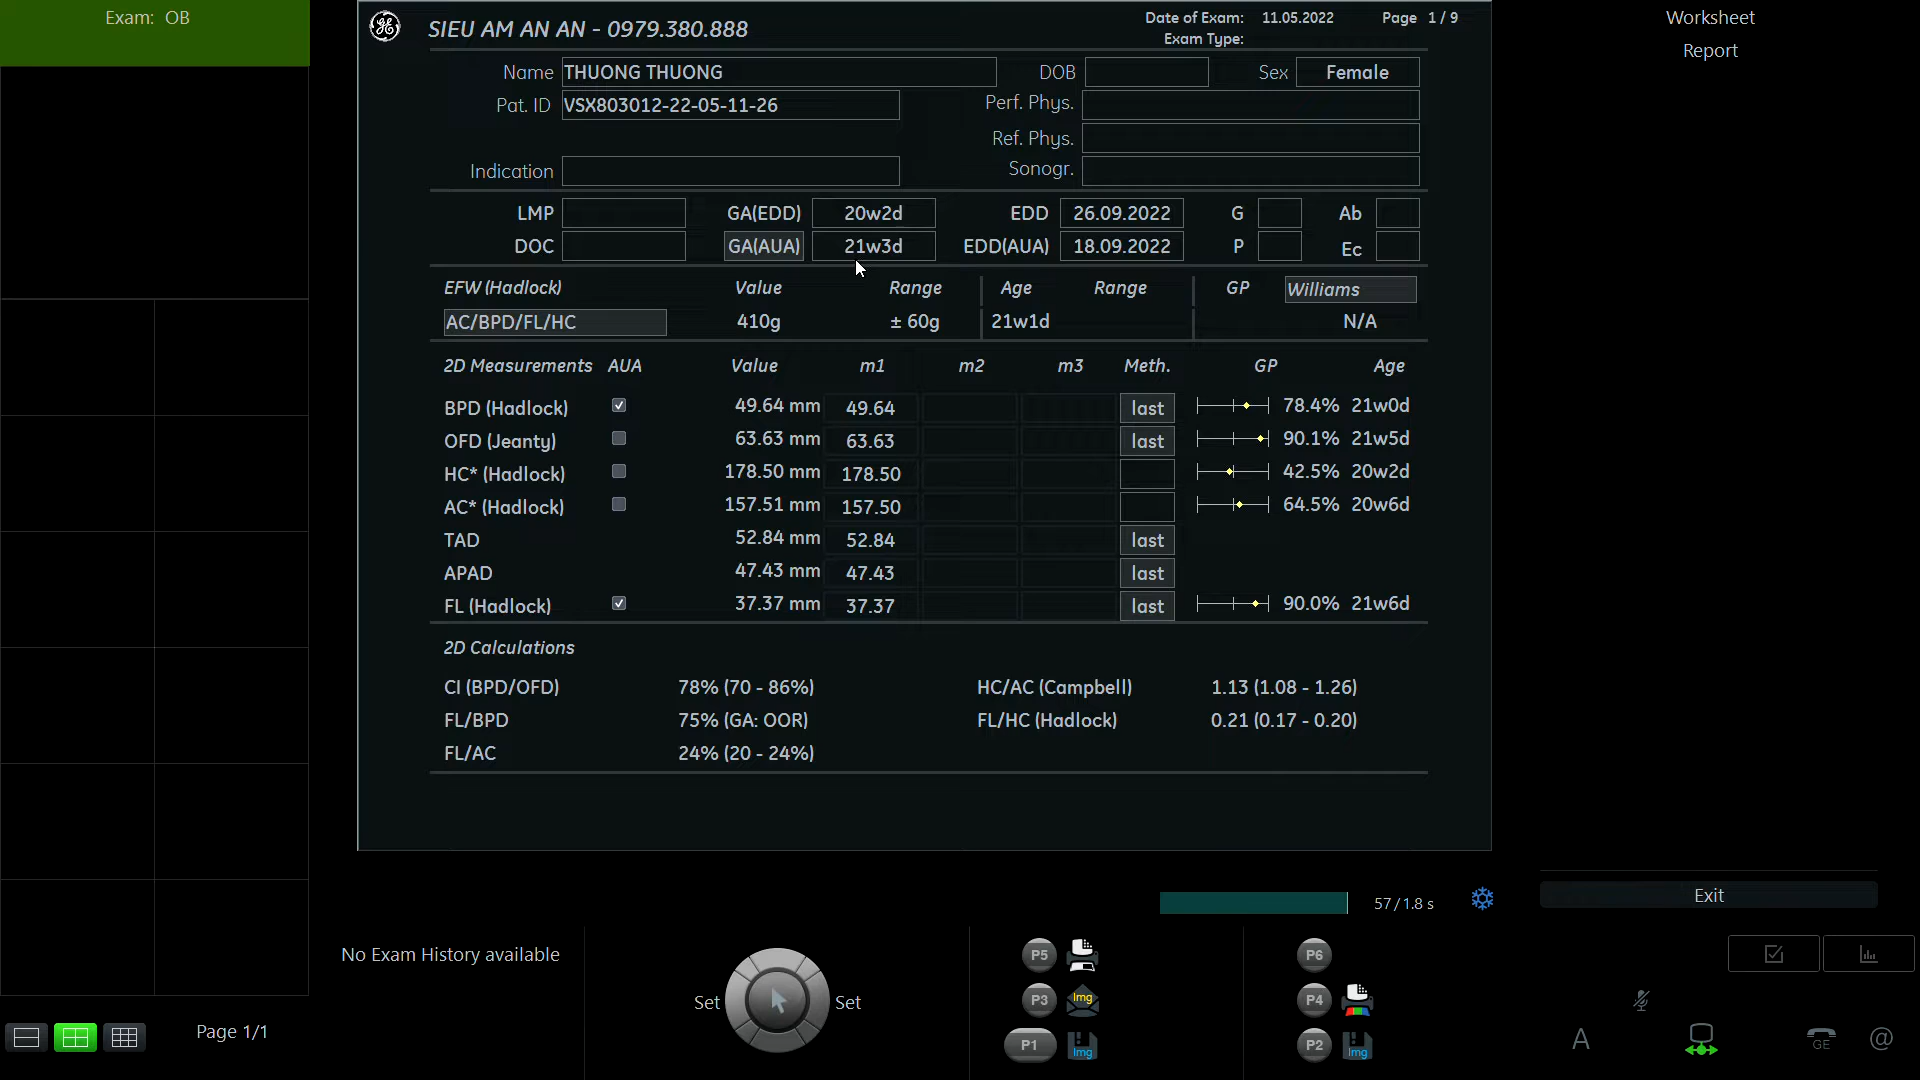 Exam: OB
SIEU AM AN AN - 0979.380.888
Date of Exam: 11.05.2022 Page 1 / 9
Exam Type:
Worksheet
Report
Name THUONG THUONG DOB Sex Female
Pat. ID VSX803012-22-05-11-26 Perf. Phys.
Ref. Phys.
Indication Sonogr.
LMP GA(EDD) 20w2d EDD 26.09.2022 G Ab
DOC GA(AUA) 21w3d EDD(AUA) 18.09.2022 P Ec
EFW (Hadlock) Value Range Age Range GP Williams
AC/BPD/FL/HC 410g ± 60g 21w1d N/A
2D Measurements AUA Value m1 m2 m3 Meth. GP Age
BPD (Hadlock) 49.64 mm 49.64 last 78.4% 21w0d
OFD (Jeanty) 63.63 mm 63.63 last 90.1% 21w5d
HC* (Hadlock) 178.50 mm 178.50 42.5% 20w2d
AC* (Hadlock) 157.51 mm 157.50 64.5% 20w6d
TAD 52.84 mm 52.84 last
APAD 47.43 mm 47.43 last
FL (Hadlock) 37.37 mm 37.37 last 90.0% 21w6d
2D Calculations
CI (BPD/OFD) 78% (70 - 86%) HC/AC (Campbell) 1.13 (1.08 - 1.26)
FL/BPD 75% (GA: OOR) FL/HC (Hadlock) 0.21 (0.17 - 0.20)
FL/AC 24% (20 - 24%)
57 / 1.8 s
Exit
No Exam History available
Set Set
P5 P6
P3 Img P4
P1 Img P2 Img
Page 1/1
A GE @